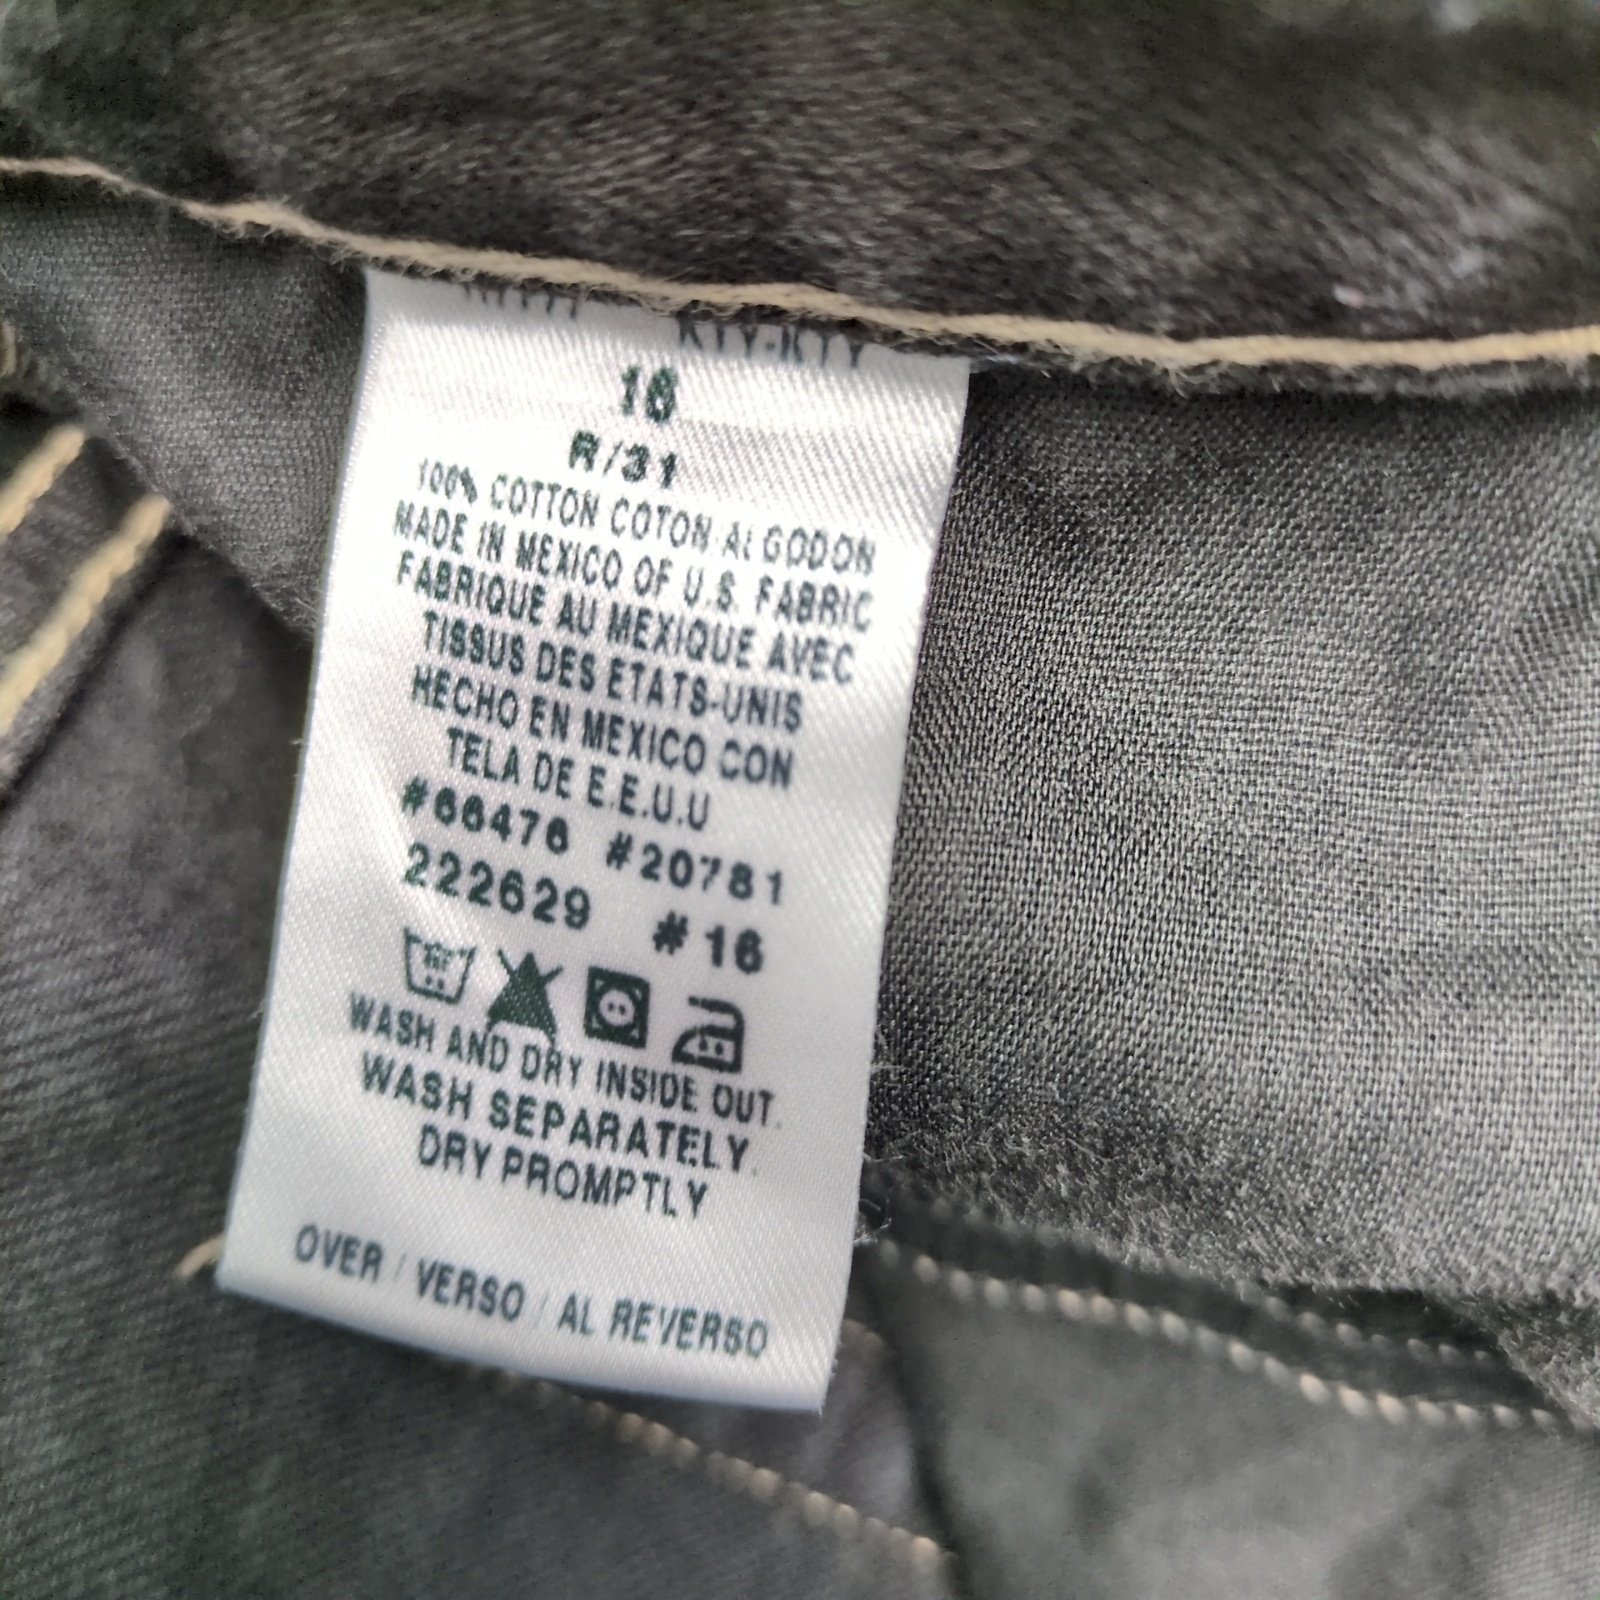 16
R/31
100% COTTON COTON ALGODON
MADE IN MEXICO OF U.S. FABRIC
FABRIQUE AU MEXIQUE AVEC
TISSUS DES ETATS-UNIS
HECHO EN MEXICO CON
TELA DE E.E.U.U
#66476 #20781
222629 #16
WASH AND DRY INSIDE OUT.
WASH SEPARATELY.
DRY PROMPTLY
OVER / VERSO / AL REVERSO